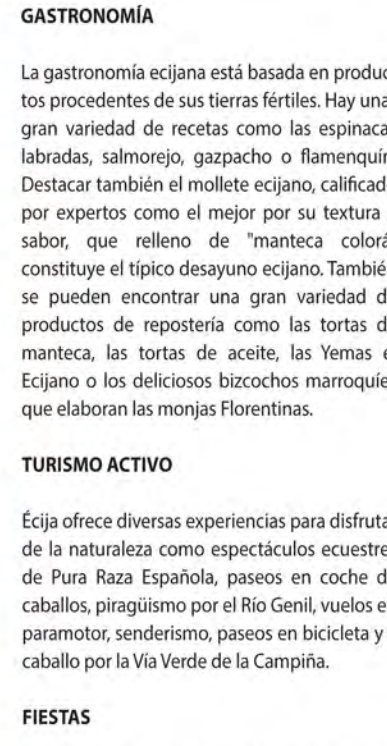 GASTRONOMÍA
La gastronomía ecijana está basada en produc
tos procedentes de sus tierras fértiles. Hay una
gran variedad de recetas como las espinaca
labradas, salmorejo, gazpacho o flamenquín
Destacar también el mollete ecijano, calificad
por expertos como el mejor por su textura
sabor, que relleno de "manteca colorá
constituye el típico desayuno ecijano. Tambié
se pueden encontrar una gran variedad d
productos de repostería como las tortas d
manteca, las tortas de aceite, las Yemas e
Ecijano o los deliciosos bizcochos marroquíe
que elaboran las monjas Florentinas.
TURISMO ACTIVO
Écija ofrece diversas experiencias para disfruta
de la naturaleza como espectáculos ecuestre
de Pura Raza Española, paseos en coche d
caballos, piragüismo por el Río Genil, vuelos e
paramotor, senderismo, paseos en bicicleta y
caballo por la Vía Verde de la Campiña.
FIESTAS